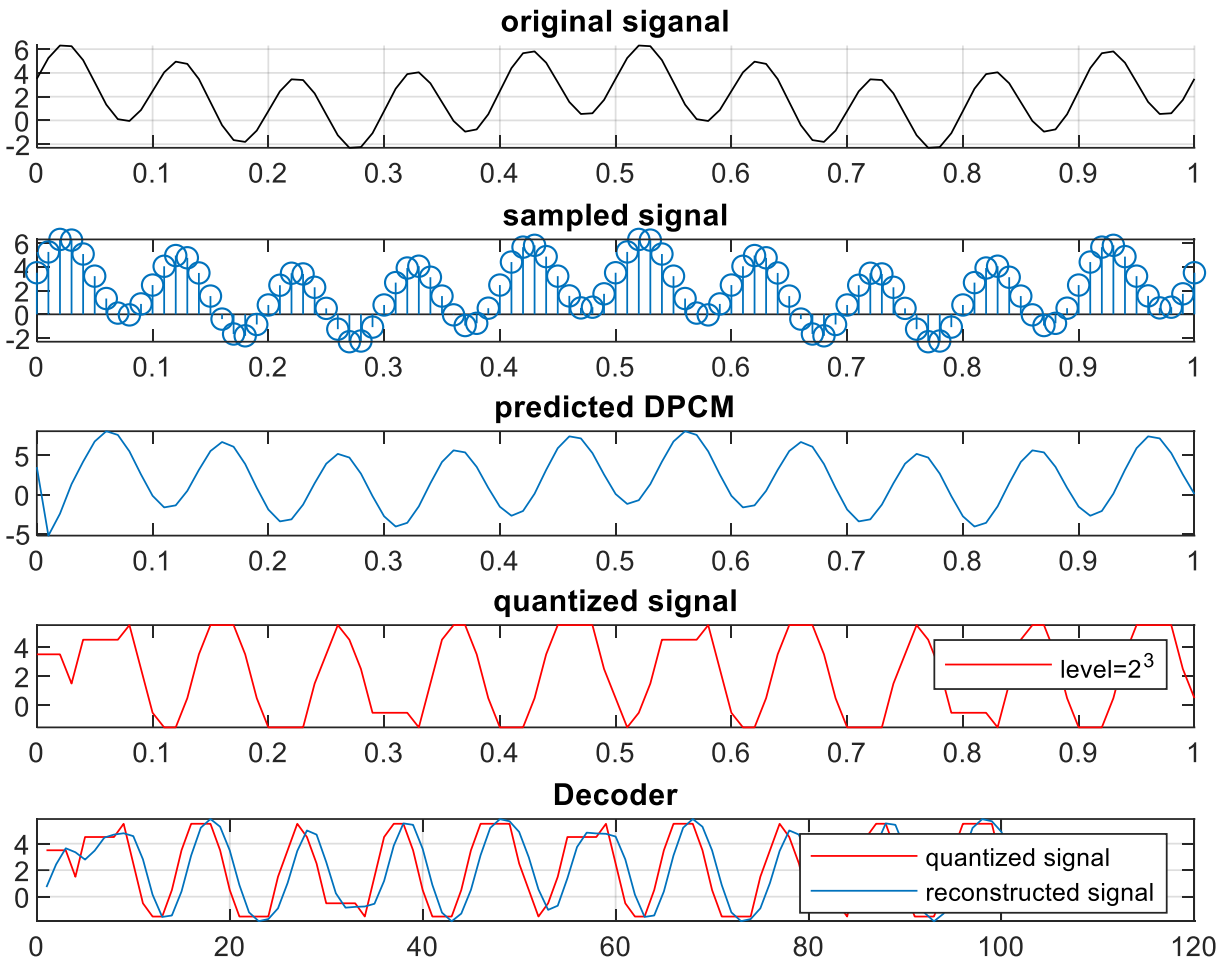 original siganal
6
4
2
0
-2
0 0.1 0.2 0.3 0.4 0.5 0.6 0.7 0.8 0.9 1
sampled signal
6
4
2
0
-2
0 0.1 0.2 0.3 0.4 0.5 0.6 0.7 0.8 0.9 1
predicted DPCM
5
0
-5
0 0.1 0.2 0.3 0.4 0.5 0.6 0.7 0.8 0.9 1
quantized signal
4
2
0
level=2^3
0 0.1 0.2 0.3 0.4 0.5 0.6 0.7 0.8 0.9 1
Decoder
4
2
0
quantized signal
reconstructed signal
0 20 40 60 80 100 120